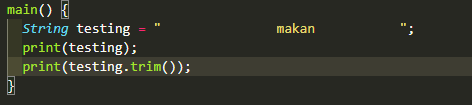 main() {
  String testing = "                makan            ";
  print(testing);
  print(testing.trim());
}